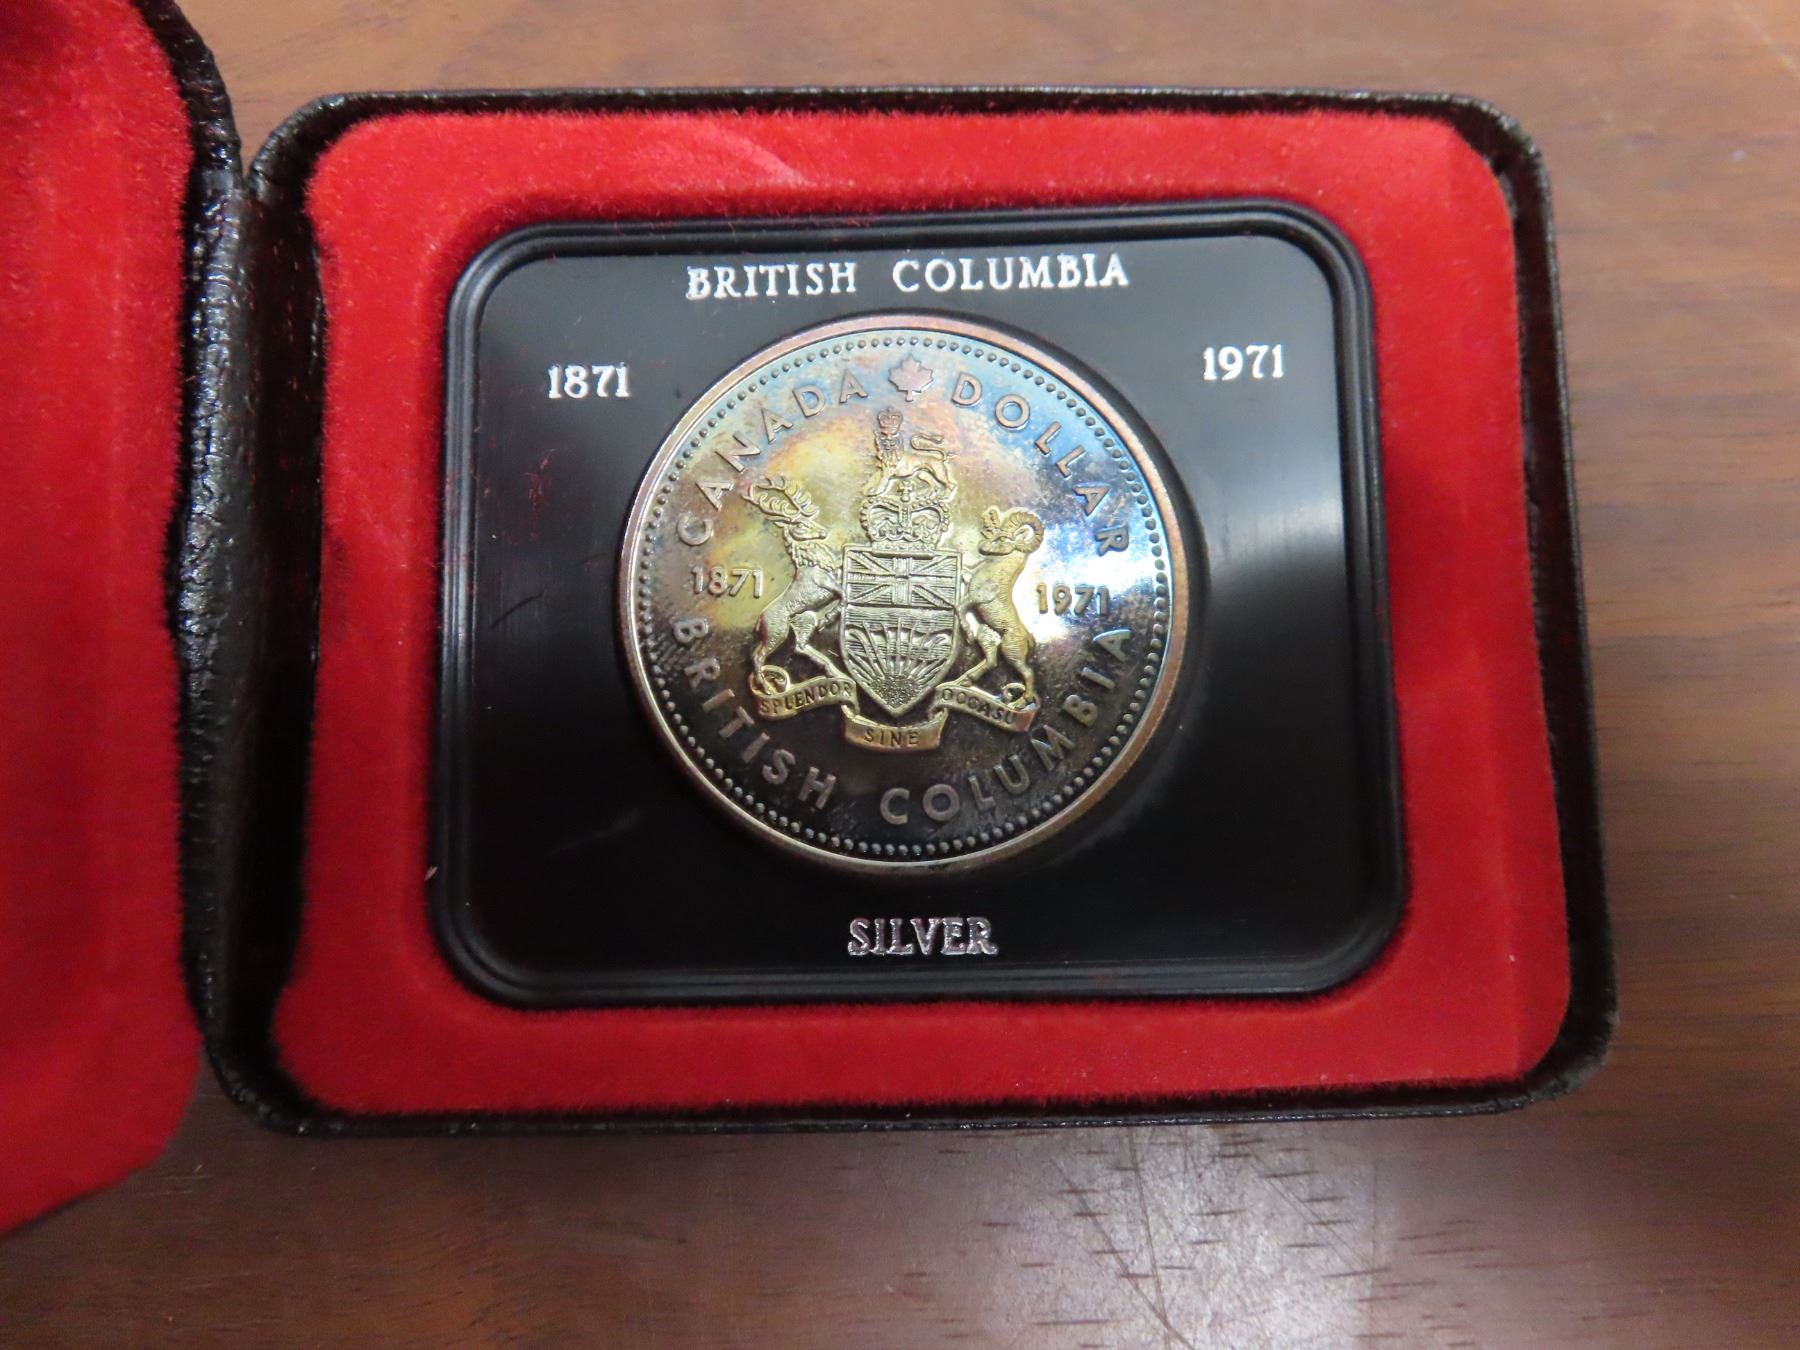 BRITISH COLUMBIA
1871 1971
CANADA DOLLAR
1871 1971
SPLENDOR SINE OCCASU
BRITISH COLUMBIA
SILVER